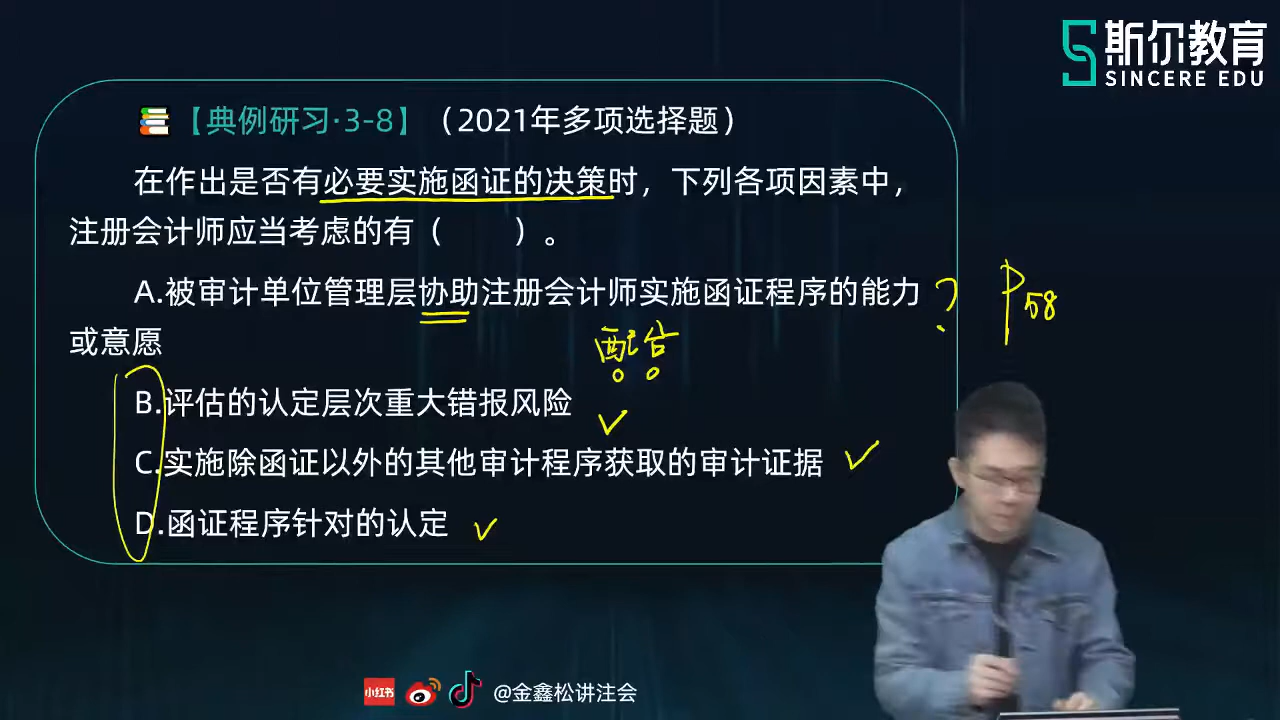 斯尔教育
SINCERE EDU
【典例研习·3-8】（2021年多项选择题）
在作出是否有必要实施函证的决策时，下列各项因素中，
注册会计师应当考虑的有（　　）。
A.被审计单位管理层协助注册会计师实施函证程序的能力
或意愿
？
P58
配合
B.评估的认定层次重大错报风险
C.实施除函证以外的其他审计程序获取的审计证据
D.函证程序针对的认定
小红书
@金鑫松讲注会